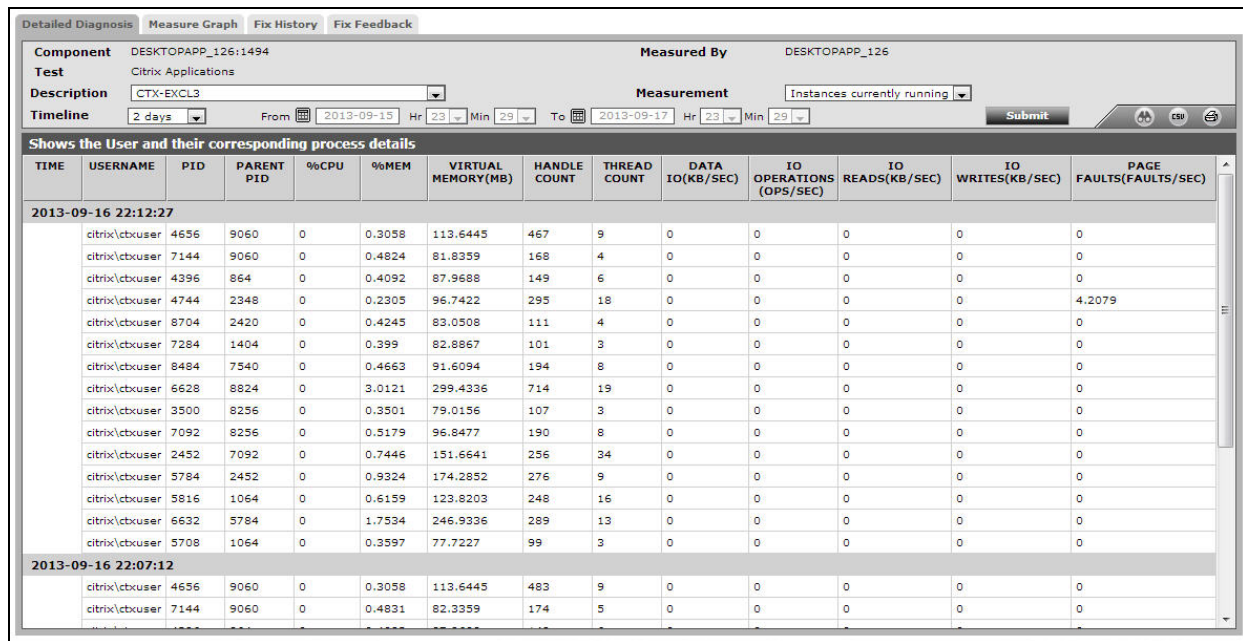 Detailed Diagnosis Measure Graph Fix History Fix Feedback
Component DESKTOPAPP_126:1494 Measured By DESKTOPAPP_126
Test Citrix Applications
Description CTX-EXCL3 Measurement Instances currently running
Timeline 2 days From 2013-09-15 Hr 23 Min 29 To 2013-09-17 Hr 23 Min 29 Submit CSV
Shows the User and their corresponding process details
TIME USERNAME PID PARENT PID %CPU %MEM VIRTUAL MEMORY(MB) HANDLE COUNT THREAD COUNT DATA IO(KB/SEC) IO OPERATIONS (OPS/SEC) IO READS(KB/SEC) IO WRITES(KB/SEC) PAGE FAULTS(FAULTS/SEC)
2013-09-16 22:12:27
citrix\ctxuser 4656 9060 0 0.3058 113.6445 467 9 0 0 0 0 0
citrix\ctxuser 7144 9060 0 0.4824 81.8359 168 4 0 0 0 0 0
citrix\ctxuser 4396 864 0 0.4092 87.9688 149 6 0 0 0 0 0
citrix\ctxuser 4744 2348 0 0.2305 96.7422 295 18 0 0 0 0 4.2079
citrix\ctxuser 8704 2420 0 0.4245 83.0508 111 4 0 0 0 0 0
citrix\ctxuser 7284 1404 0 0.399 82.8867 101 3 0 0 0 0 0
citrix\ctxuser 8484 7540 0 0.4663 91.6094 194 8 0 0 0 0 0
citrix\ctxuser 6628 8824 0 3.0121 299.4336 714 19 0 0 0 0 0
citrix\ctxuser 3500 8256 0 0.3501 79.0156 107 3 0 0 0 0 0
citrix\ctxuser 7092 8256 0 0.5179 96.8477 190 8 0 0 0 0 0
citrix\ctxuser 2452 7092 0 0.7446 151.6641 256 34 0 0 0 0 0
citrix\ctxuser 5784 2452 0 0.9324 174.2852 276 9 0 0 0 0 0
citrix\ctxuser 5816 1064 0 0.6159 123.8203 248 16 0 0 0 0 0
citrix\ctxuser 6632 5784 0 1.7534 246.9336 289 13 0 0 0 0 0
citrix\ctxuser 5708 1064 0 0.3597 77.7227 99 3 0 0 0 0 0
2013-09-16 22:07:12
citrix\ctxuser 4656 9060 0 0.3058 113.6445 483 9 0 0 0 0 0
citrix\ctxuser 7144 9060 0 0.4831 82.3359 174 5 0 0 0 0 0